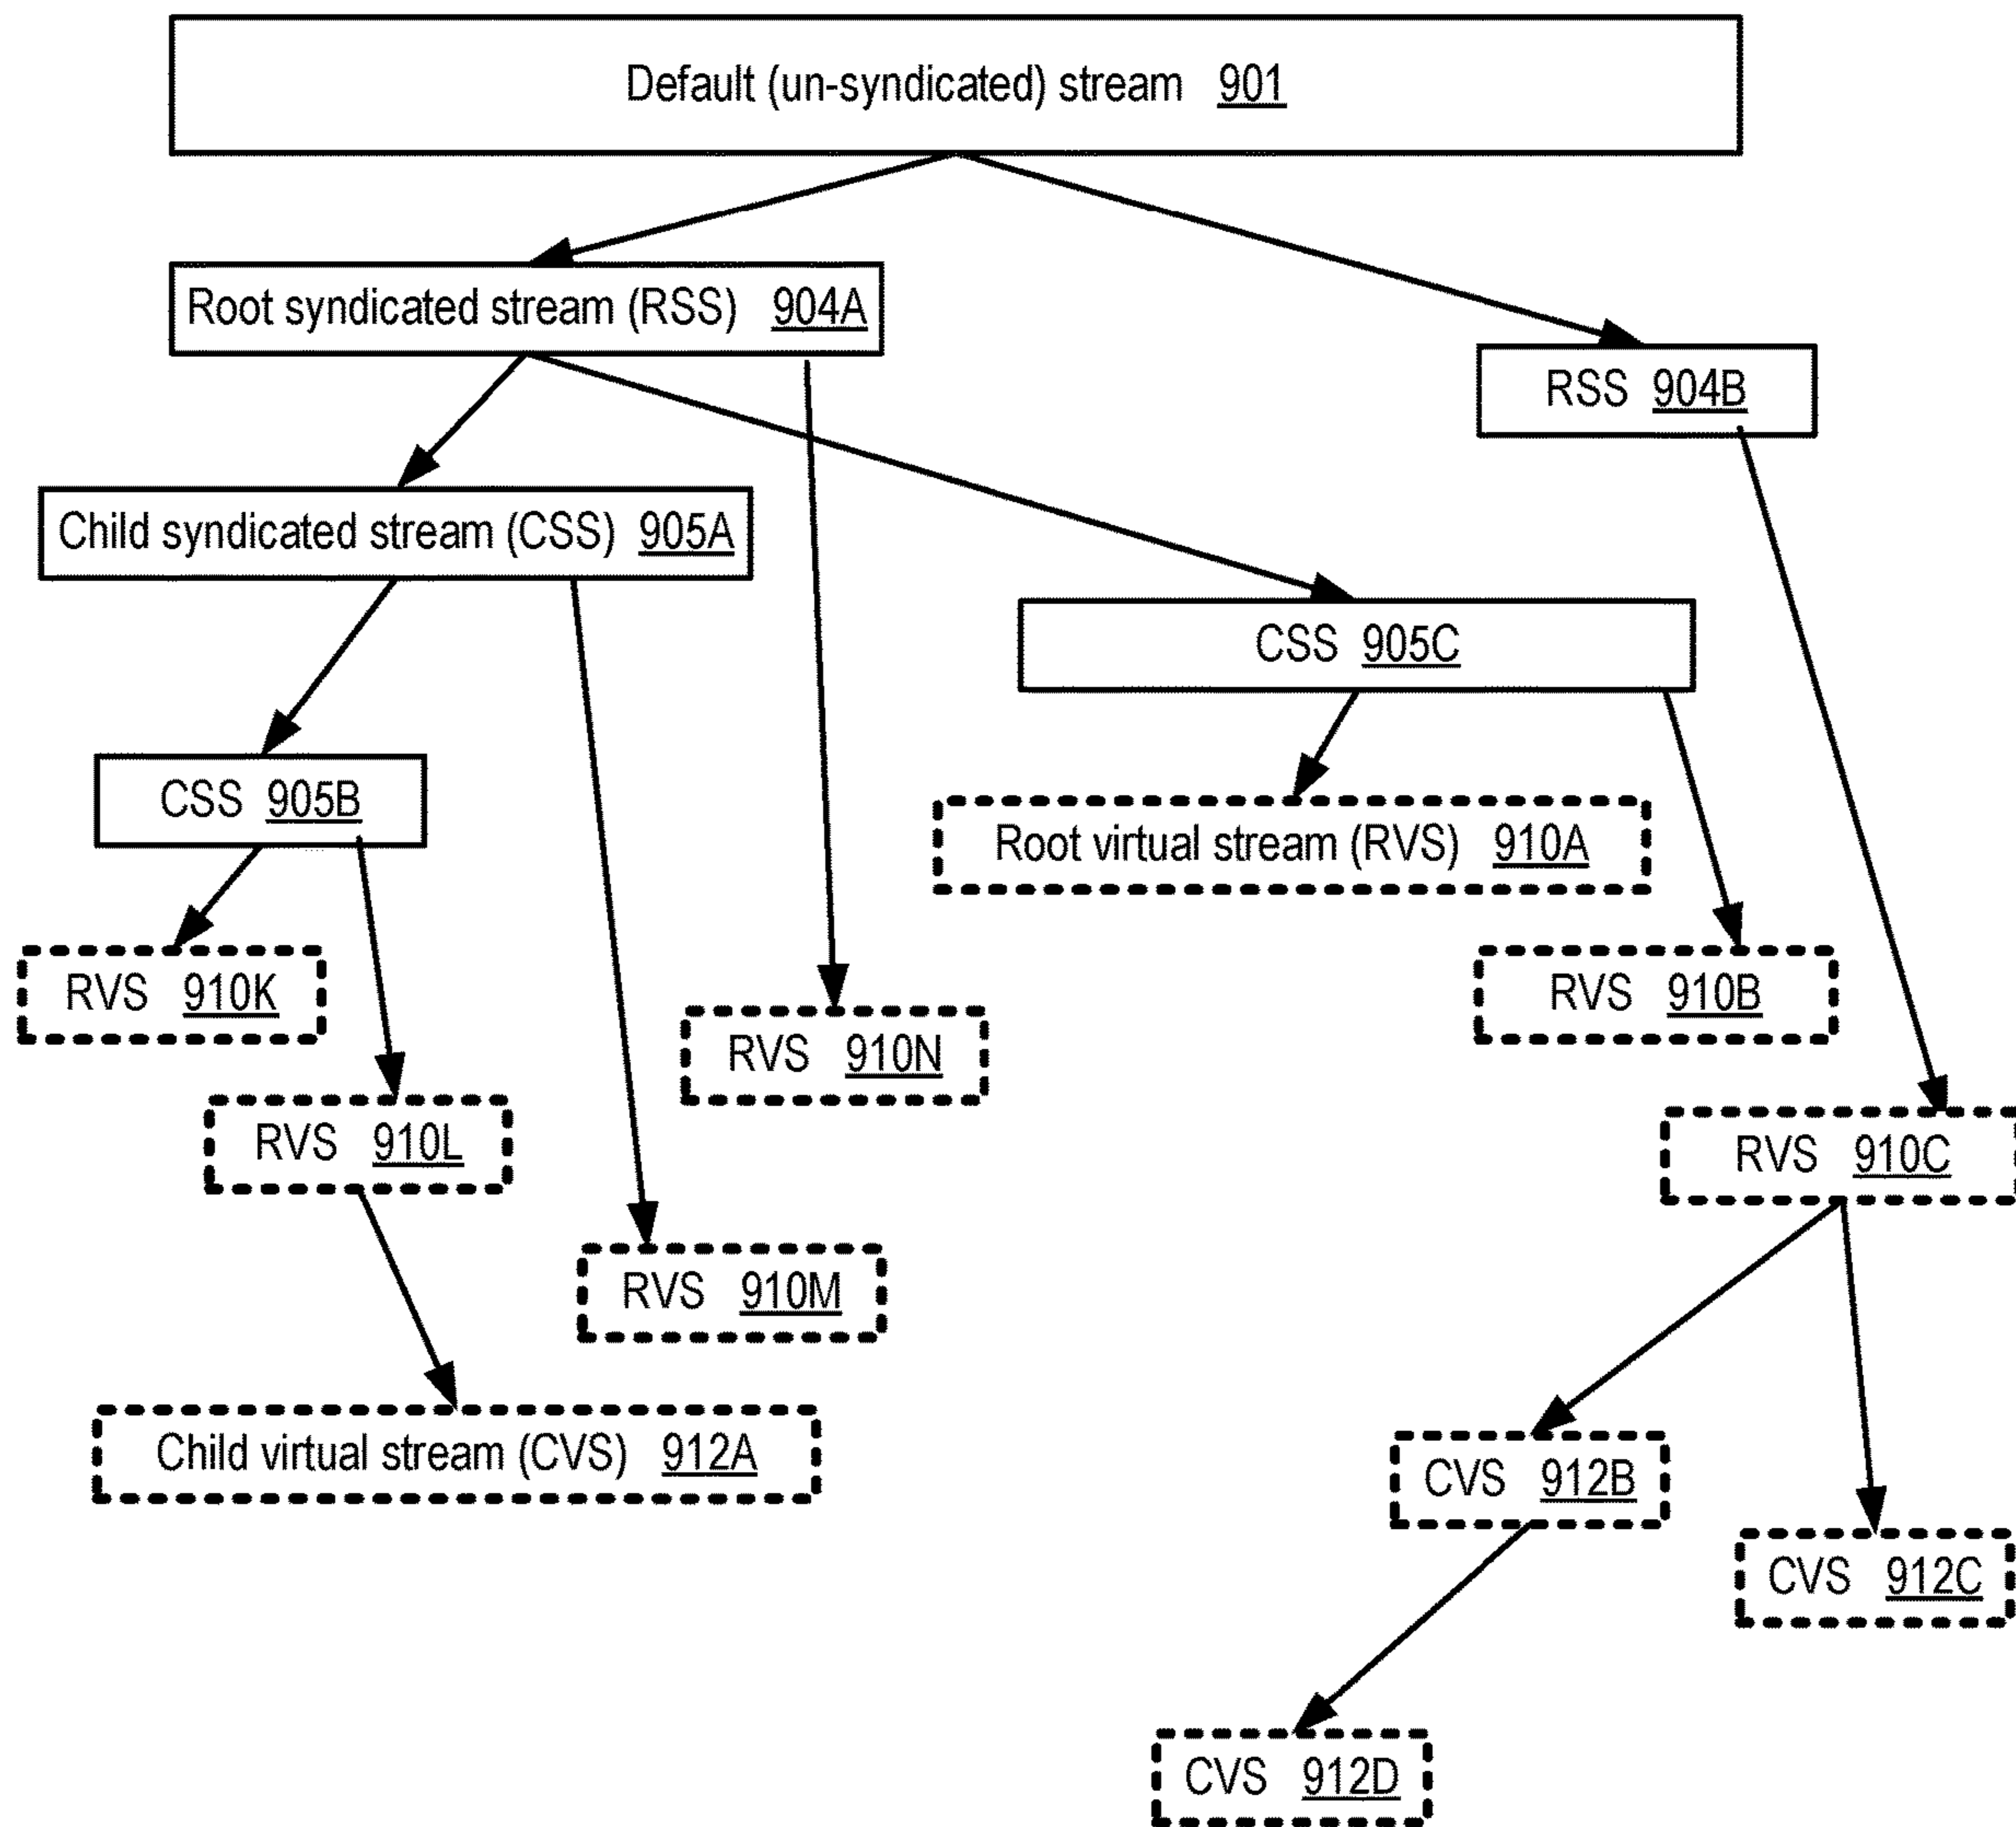 Default (un-syndicated) stream 901
Root syndicated stream (RSS) 904A
RSS 904B
Child syndicated stream (CSS) 905A
CSS 905C
CSS 905B
Root virtual stream (RVS) 910A
RVS 910K
RVS 910B
RVS 910N
RVS 910L
RVS 910C
RVS 910M
Child virtual stream (CVS) 912A
CVS 912B
CVS 912C
CVS 912D